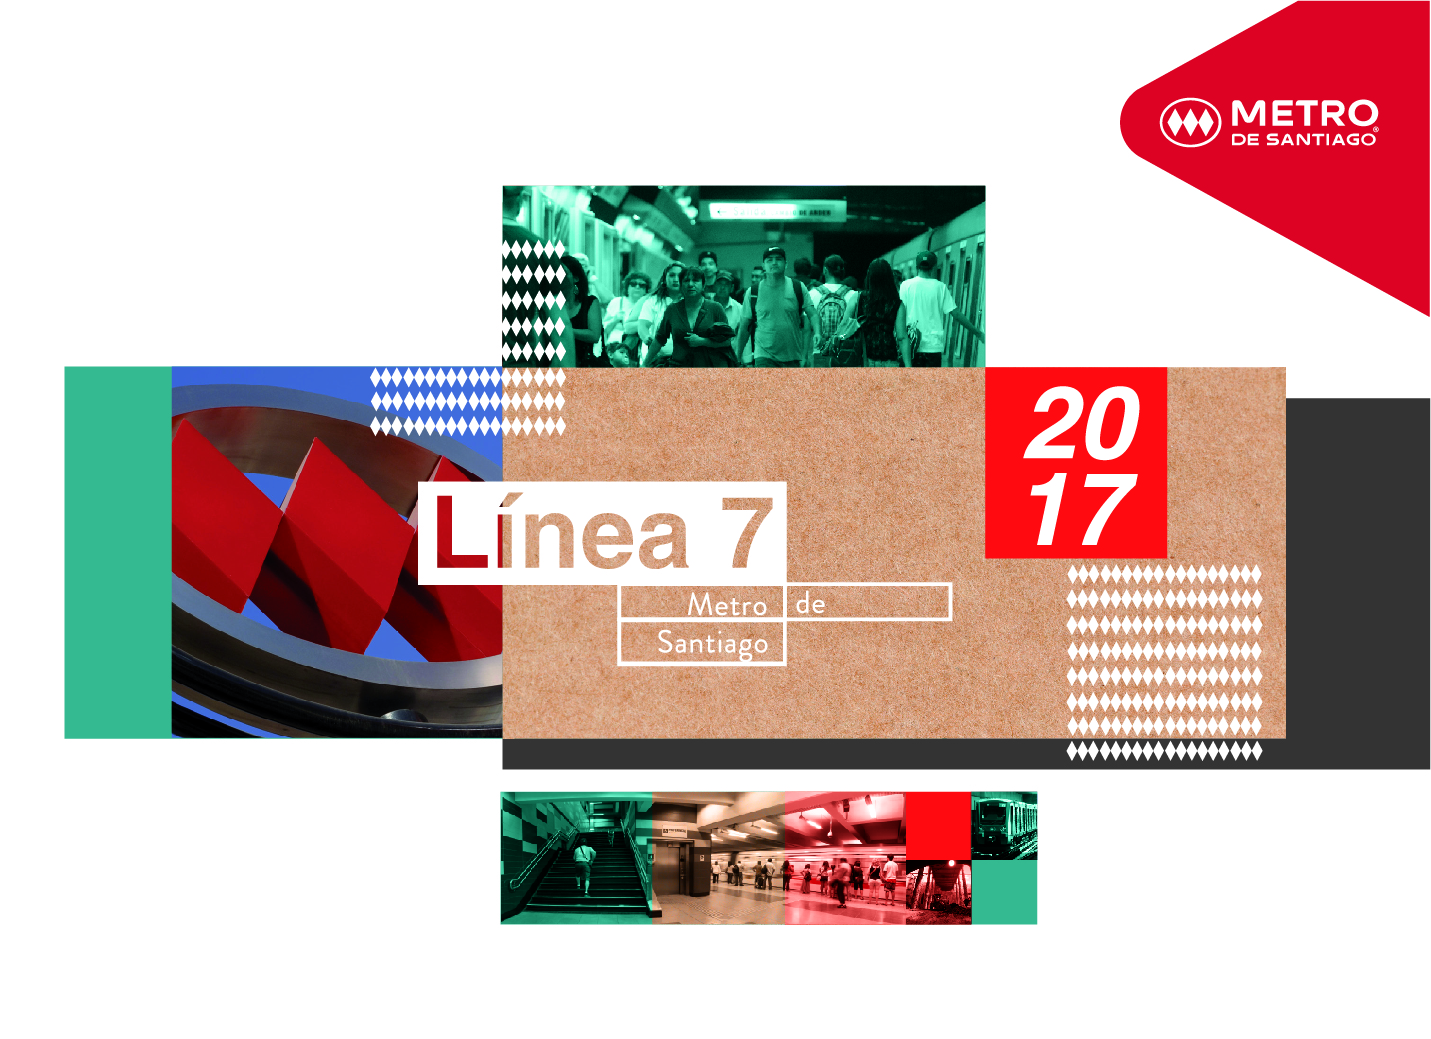 METRO
DE SANTIAGO
20
17
Línea 7
Metro de
Santiago